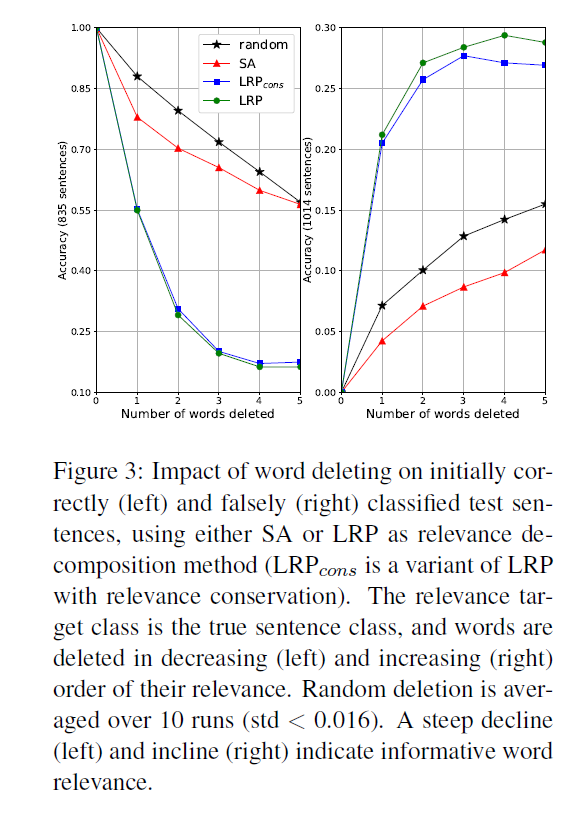 1.00
0.85
0.70
0.55
0.40
0.25
0.10
Accuracy (835 sentences)
random
SA
LRPcons
LRP
0 1 2 3 4 5
Number of words deleted
0.30
0.25
0.20
0.15
0.10
0.05
0.00
Accuracy (1014 sentences)
0 1 2 3 4 5
Number of words deleted
Figure 3: Impact of word deleting on initially cor-
rectly (left) and falsely (right) classified test sen-
tences, using either SA or LRP as relevance de-
composition method (LRPcons is a variant of LRP
with relevance conservation). The relevance tar-
get class is the true sentence class, and words are
deleted in decreasing (left) and increasing (right)
order of their relevance. Random deletion is aver-
aged over 10 runs (std < 0.016). A steep decline
(left) and incline (right) indicate informative word
relevance.